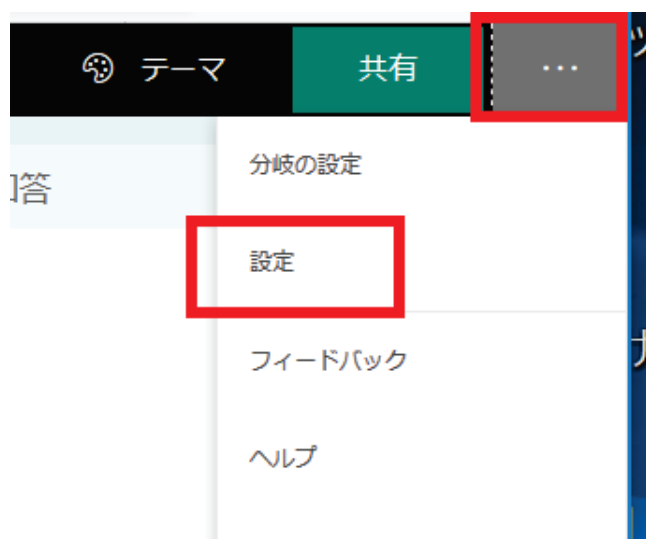 テーマ 共有 …
回答
分岐の設定
設定
フィードバック
ヘルプ